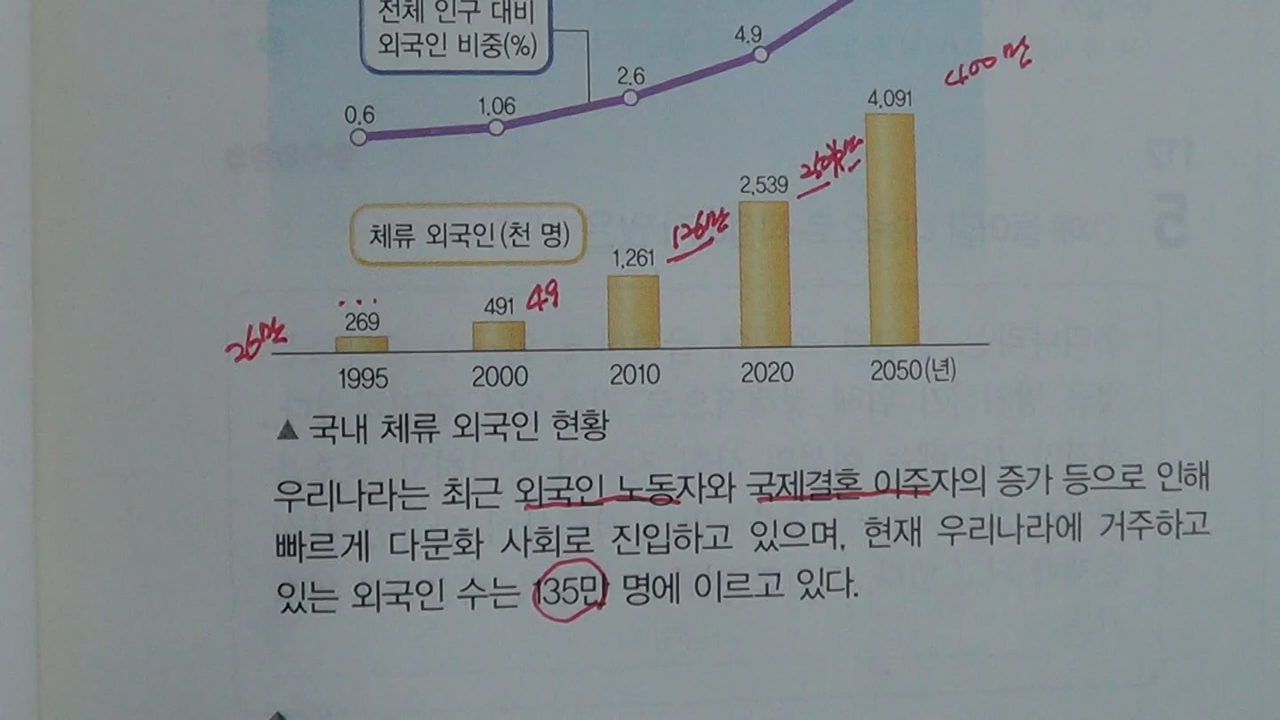 전체 인구 대비
외국인 비중(%)
0.6
1.06
2.6
4.9
4,091
400만
2,539
250만
체류 외국인(천 명)
1,261
126만
491
49
269
26만
1995
2000
2010
2020
2050(년)
▲ 국내 체류 외국인 현황
우리나라는 최근 외국인 노동자와 국제결혼 이주자의 증가 등으로 인해
빠르게 다문화 사회로 진입하고 있으며, 현재 우리나라에 거주하고
있는 외국인 수는 135만 명에 이르고 있다.